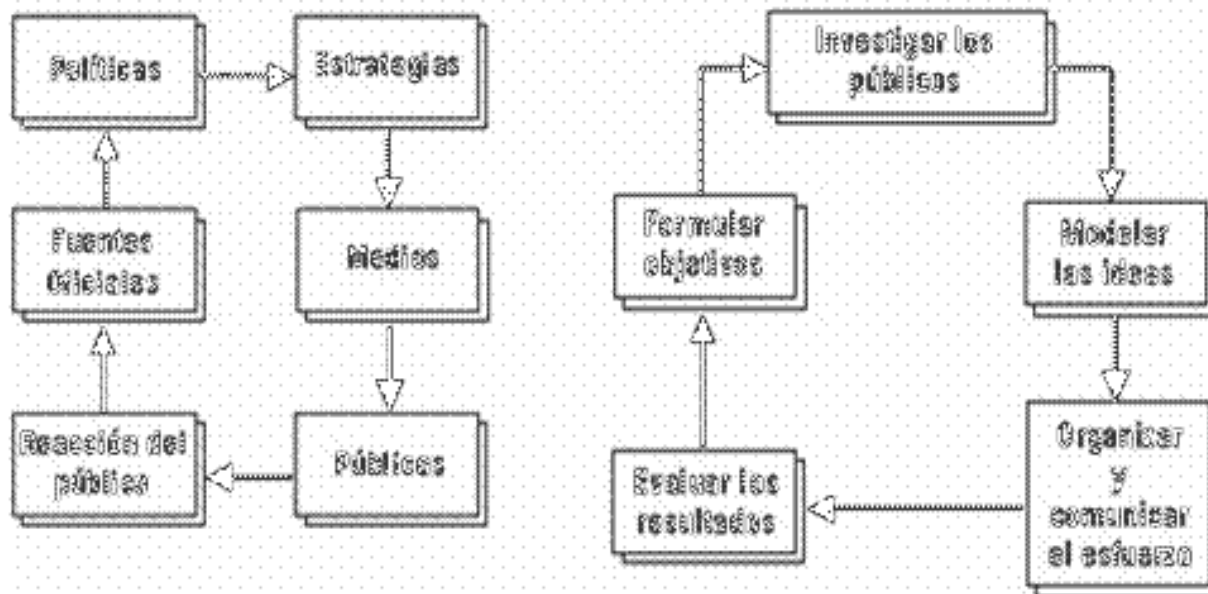 Políticas
Estrategias
Medios
Públicos
Reacción del
público
Fuentes
Oficiales
Investigar los
públicos
Modelar
las ideas
Organizar
y
comunicar
el esfuerzo
Evaluar los
resultados
Formular
objetivos